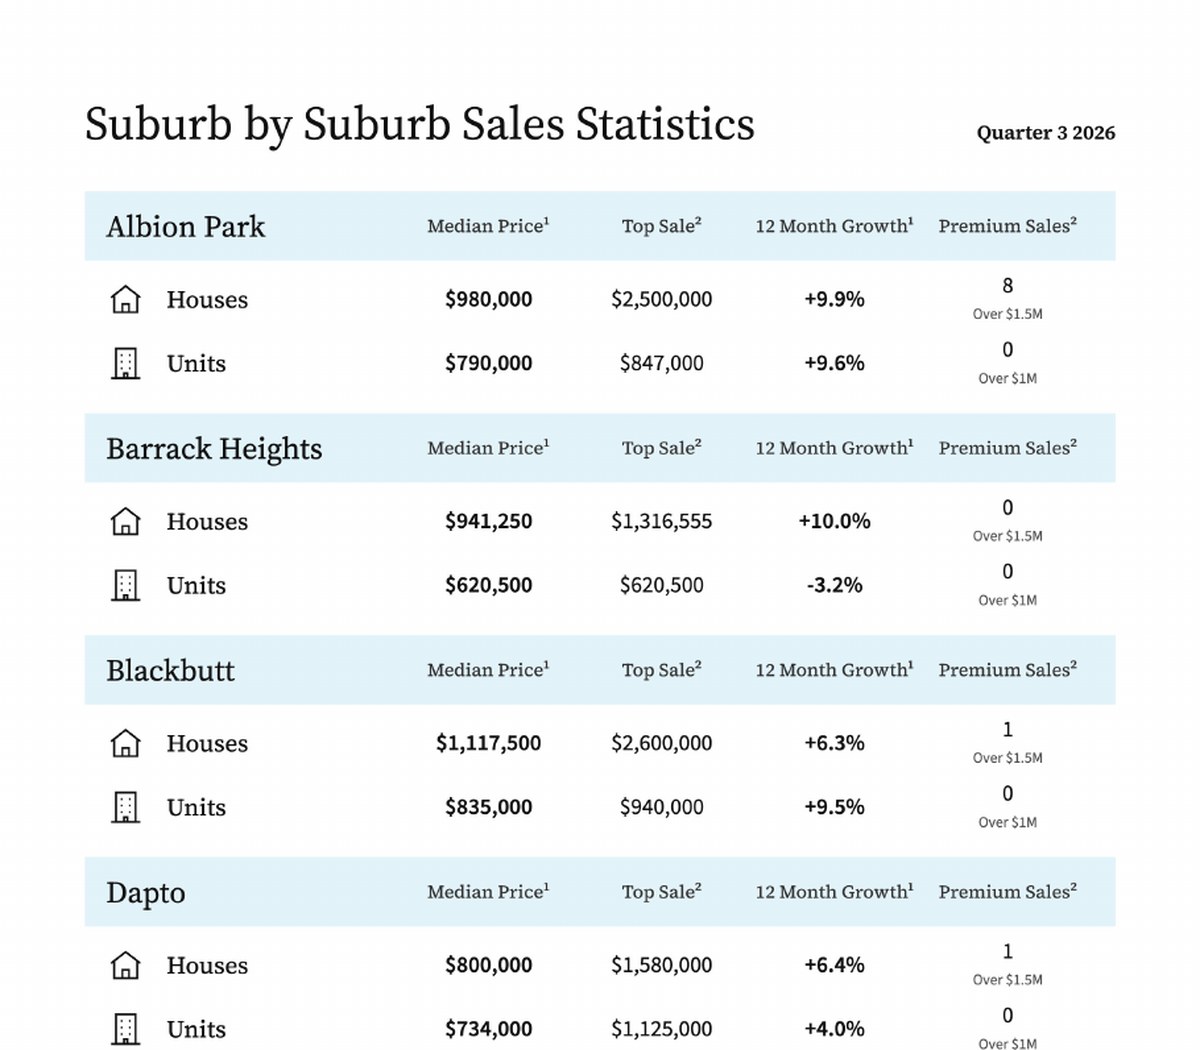 Suburb by Suburb Sales Statistics Quarter 3 2026
Albion Park Median Price¹ Top Sale² 12 Month Growth¹ Premium Sales²
Houses $980,000 $2,500,000 +9.9% 8
Over $1.5M
Units $790,000 $847,000 +9.6% 0
Over $1M
Barrack Heights Median Price¹ Top Sale² 12 Month Growth¹ Premium Sales²
Houses $941,250 $1,316,555 +10.0% 0
Over $1.5M
Units $620,500 $620,500 -3.2% 0
Over $1M
Blackbutt Median Price¹ Top Sale² 12 Month Growth¹ Premium Sales²
Houses $1,117,500 $2,600,000 +6.3% 1
Over $1.5M
Units $835,000 $940,000 +9.5% 0
Over $1M
Dapto Median Price¹ Top Sale² 12 Month Growth¹ Premium Sales²
Houses $800,000 $1,580,000 +6.4% 1
Over $1.5M
Units $734,000 $1,125,000 +4.0% 0
Over $1M